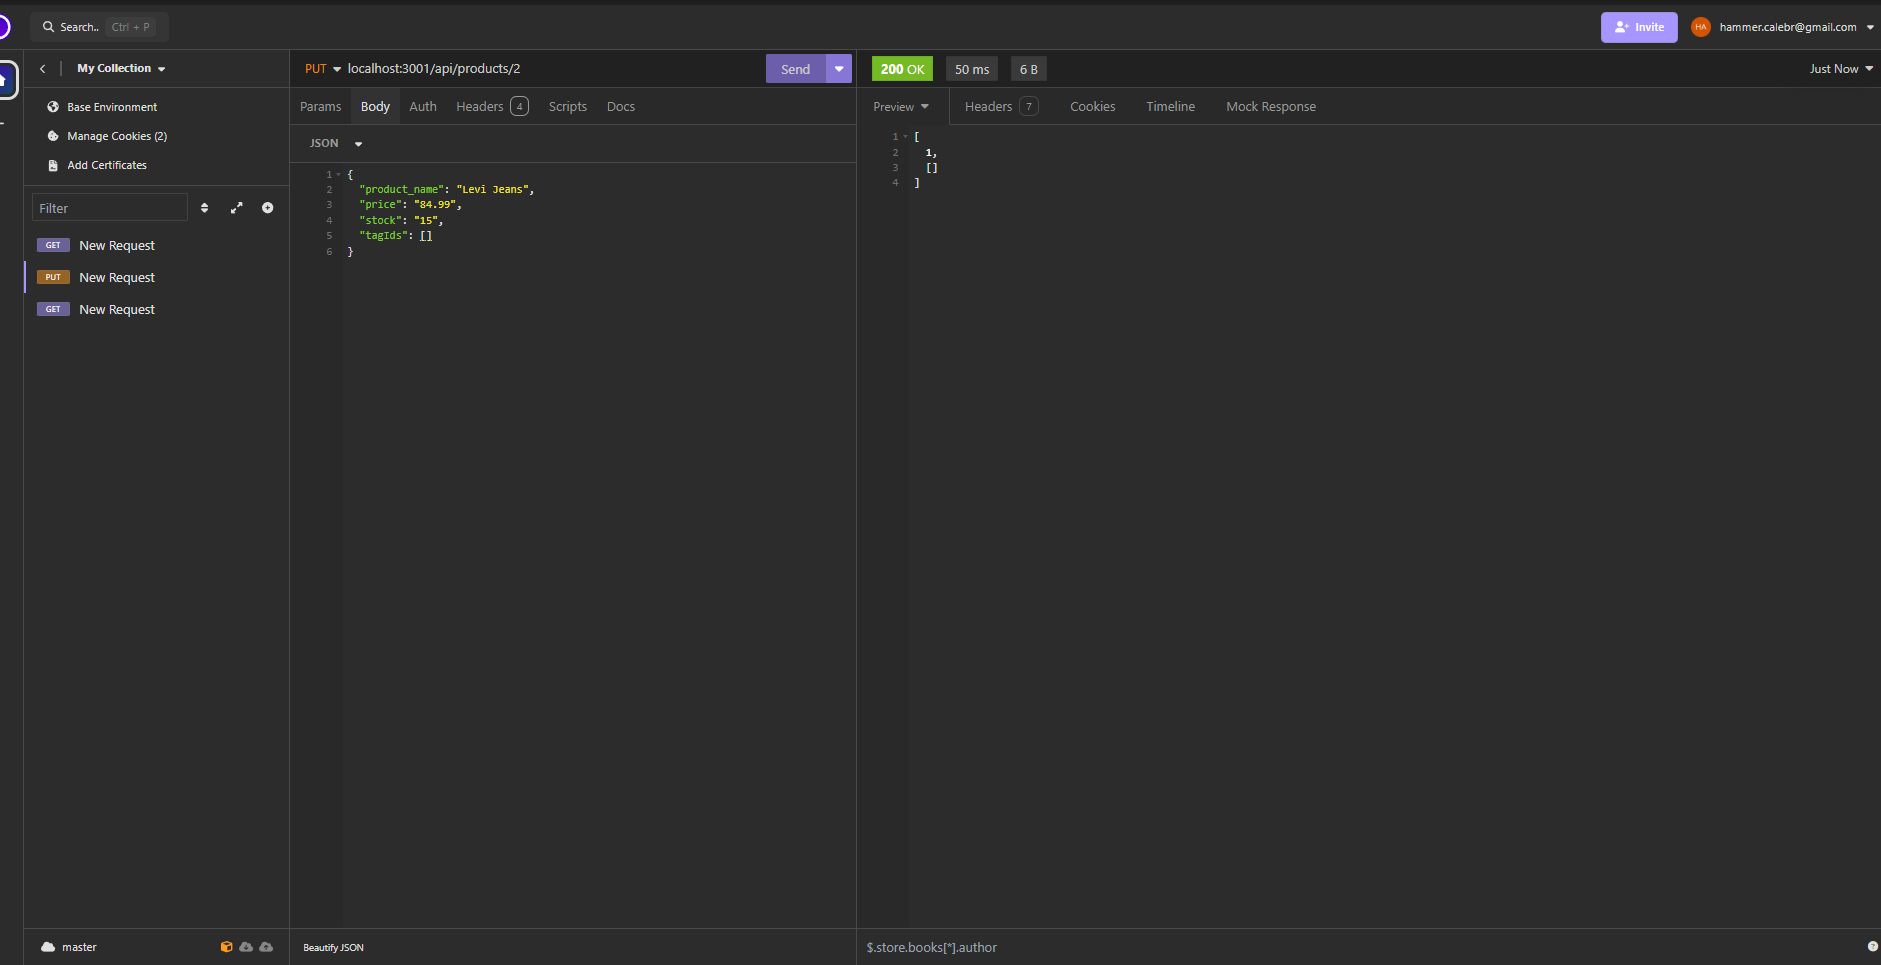 Search.. Ctrl + P
Invite HA hammer.calebr@gmail.com
My Collection
Base Environment
Manage Cookies (2)
Add Certificates
Filter
GET New Request
PUT New Request
GET New Request
master
PUT localhost:3001/api/products/2 Send
Params Body Auth Headers 4 Scripts Docs
JSON
1 {
2 "product_name": "Levi Jeans",
3 "price": "84.99",
4 "stock": "15",
5 "tagIds": []
6 }
Beautify JSON
200 OK 50 ms 6 B Just Now
Preview Headers 7 Cookies Timeline Mock Response
1 [
2 1,
3 []
4 ]
$.store.books[*].author